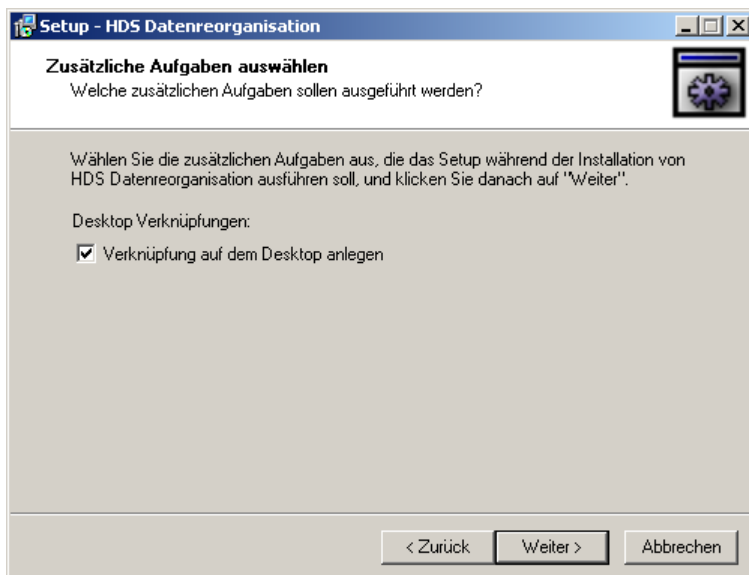 Setup - HDS Datenreorganisation
Zusätzliche Aufgaben auswählen
Welche zusätzlichen Aufgaben sollen ausgeführt werden?
Wählen Sie die zusätzlichen Aufgaben aus, die das Setup während der Installation von
HDS Datenreorganisation ausführen soll, und klicken Sie danach auf "Weiter".
Desktop Verknüpfungen:
Verknüpfung auf dem Desktop anlegen
< Zurück Weiter > Abbrechen